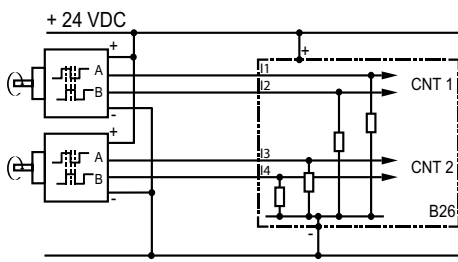 + 24 VDC
+
A
B
-
+
A
B
-
+
I1
I2
CNT 1
I3
I4
CNT 2
B26
-